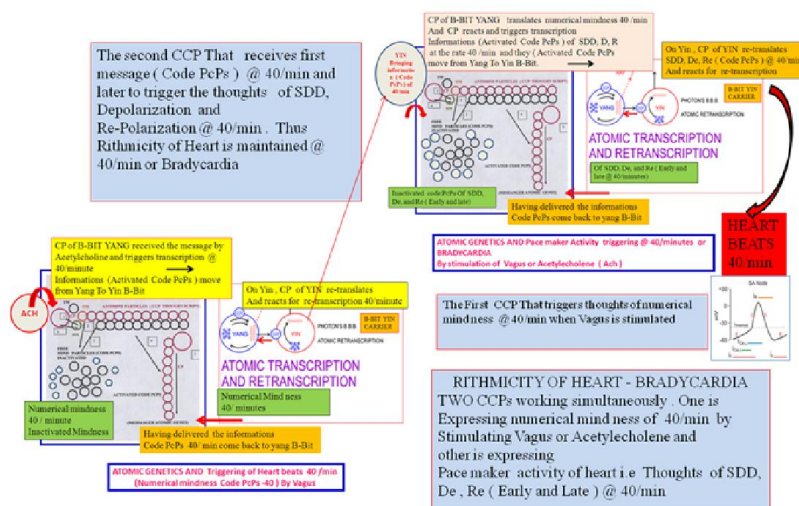 The second CCP That receives first
message ( Code PcPs ) @ 40/min and
later to trigger the thoughts of SDD,
Depolarization and
Re-Polarization @ 40/min . Thus
Rithmicity of Heart is maintained @
40/min or Bradycardia
YIN
Bringing
40 min
CP of B-BIT YANG translates numerical mindness 40 /min
And CP reacts and triggers transcription
Informations (Activated Code PcPs) of SDD, D, R
at the rate 40 /min and (Activated Code PcPs
move from Yang To Yin B-Bit.
On Yin , CP of YIN re-translates
SDD, De, Re ( Code PcPs ) @ 40/m
And reacts for re-transcription
B-BIT YIN
CARRIER
YANG
YIN
PHOTON'S B.B.B.
ATOMIC RETRANSCRIPTION
ATOMIC TRANSCRIPTION
AND RETRANSCRIPTION
Of SDD, De, and Re ( Early and
late @ 40/minutes)
Inactivated code PcPs Of SDD,
De, and Re ( Early and late)
Having delivered the informations
Code PcPs come back to yang B-Bit
ATOMIC GENETICS AND Pace maker Activity triggering @ 40/minutes or
BRADYCARDIA
By stimulation of Vagus or Acetylecholene ( Ach )
HEART
BEATS
40/min
The First CCP That triggers thoughts of numerical
mindness @ 40/min when Vagus is stimulated
SA Node
CP of B-BIT YANG received the message by
Acetylecholine and triggers transcription @
40/minute
Informations (Activated Code PcPs ) move
from Yang To Yin B-Bit
ACH
On Yin , CP of YIN re-translates
And reacts for re-transcription 40/minute
YANG
YIN
PHOTON'S B.B.B.
ATOMIC RETRANSCRIPTION
B-BIT YIN
CARRIER
ATOMIC TRANSCRIPTION
AND RETRANSCRIPTION
Numerical Mind ness
40/ minutes
Numerical mindness
40 / minute
Inactivated Mindness
Having delivered the informations
Code PcPs 40/min come back to yang B-Bit
ATOMIC GENETICS AND Triggering of Heart beats 40 /min
(Numerical mindness Code PcPs -40 ) By Vagus
RITHMICITY OF HEART - BRADYCARDIA
TWO CCPs working simultaneously . One is
Expressing numerical mind ness of 40/min by
Stimulating Vagus or Acetylecholene and
other is expressing
Pace maker activity of heart i.e Thoughts of SDD,
De , Re ( Early and Late ) @ 40/min